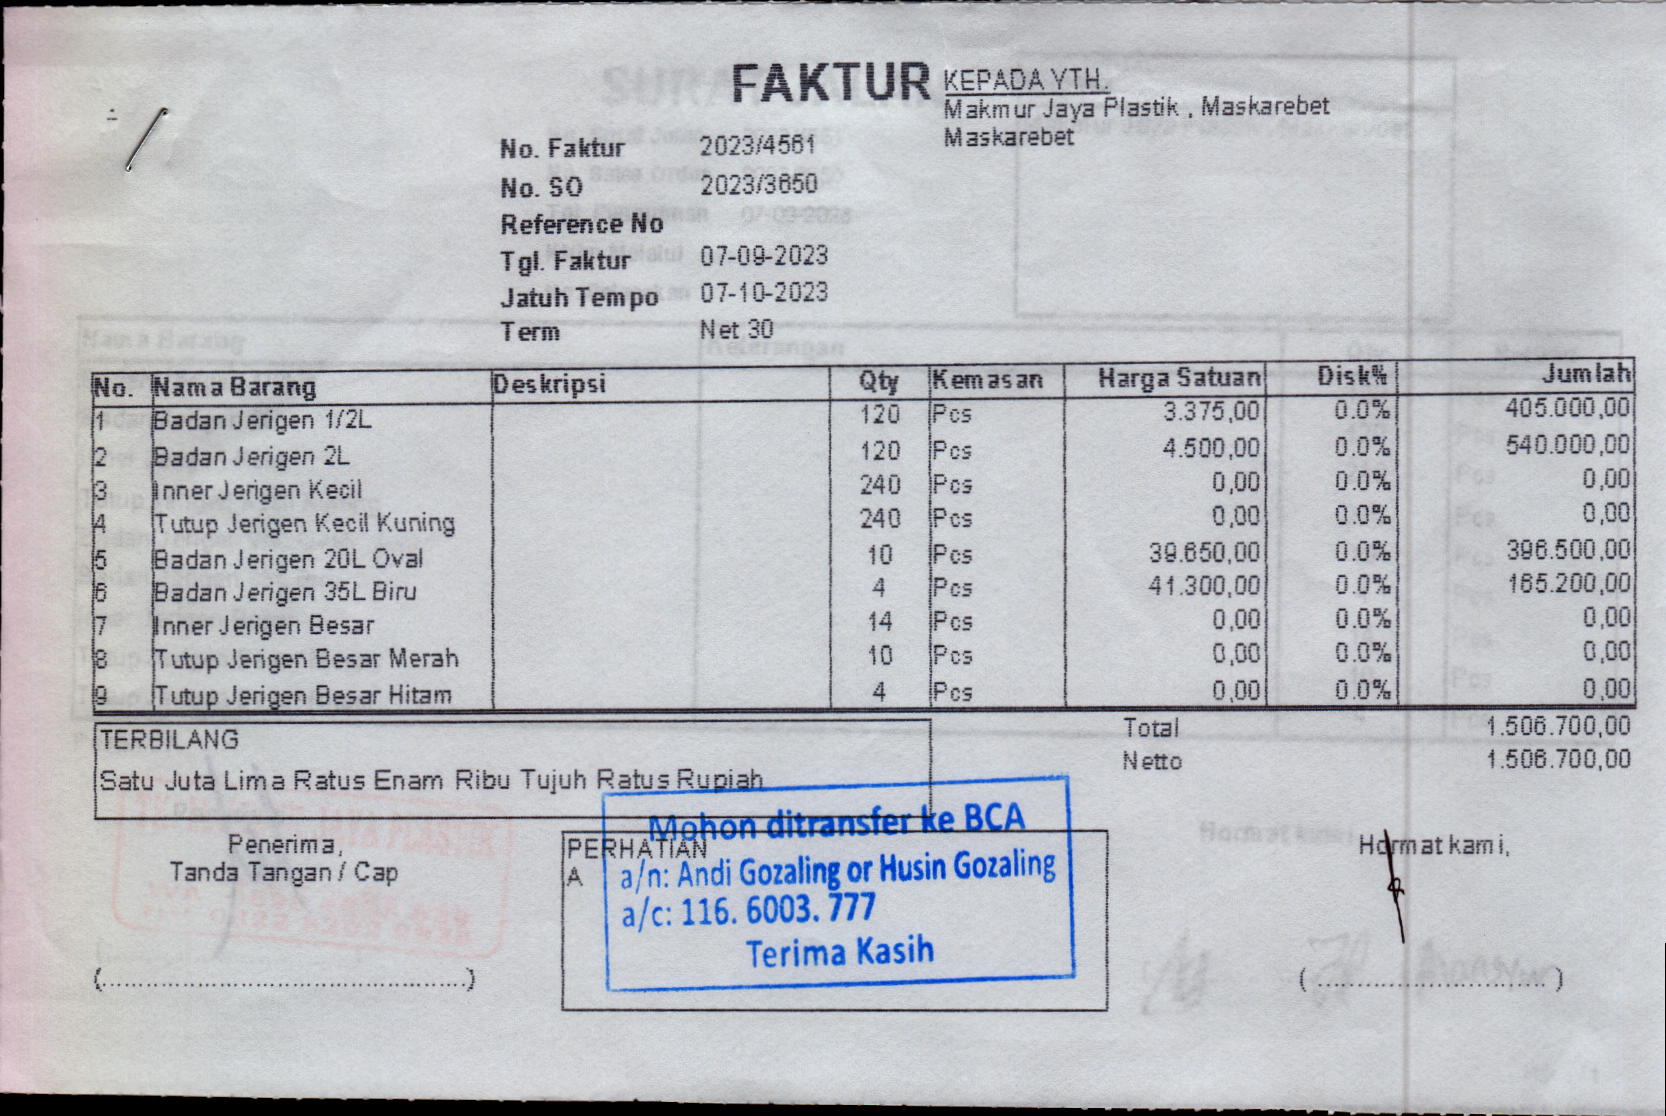 FAKTUR
KEPADA YTH.
Makmur Jaya Plastik , Maskarebet
Maskarebet
No. Faktur 2023/4561
No. SO 2023/3650
Reference No
Tgl. Faktur 07-09-2023
Jatuh Tempo 07-10-2023
Term Net 30
No. Nama Barang Deskripsi Qty Kemasan Harga Satuan Disk% Jumlah
1 Badan Jerigen 1/2L 120 Pcs 3.375,00 0.0% 405.000,00
2 Badan Jerigen 2L 120 Pcs 4.500,00 0.0% 540.000,00
3 Inner Jerigen Kecil 240 Pcs 0,00 0.0% 0,00
4 Tutup Jerigen Kecil Kuning 240 Pcs 0,00 0.0% 0,00
5 Badan Jerigen 20L Oval 10 Pcs 39.650,00 0.0% 396.500,00
6 Badan Jerigen 35L Biru 4 Pcs 41.300,00 0.0% 165.200,00
7 Inner Jerigen Besar 14 Pcs 0,00 0.0% 0,00
8 Tutup Jerigen Besar Merah 10 Pcs 0,00 0.0% 0,00
9 Tutup Jerigen Besar Hitam 4 Pcs 0,00 0.0% 0,00
Total 1.506.700,00
Netto 1.506.700,00
TERBILANG
Satu Juta Lima Ratus Enam Ribu Tujuh Ratus Rupiah
Penerima,
Tanda Tangan / Cap
(................................................)
PERHATIAN
A
Mohon ditransfer ke BCA
a/n: Andi Gozaling or Husin Gozaling
a/c: 116. 6003. 777
Terima Kasih
Hormat kami,
(.............................)